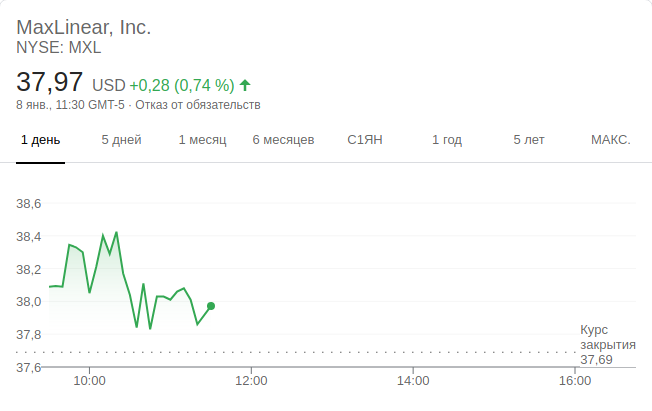 MaxLinear, Inc.
NYSE: MXL
37,97 USD +0,28 (0,74 %)
8 янв., 11:30 GMT-5 · Отказ от обязательств
1 день 5 дней 1 месяц 6 месяцев С1ЯН 1 год 5 лет МАКС.
38,6
38,4
38,2
38,0
37,8
37,6
Курс
закрытия
37,69
10:00 12:00 14:00 16:00